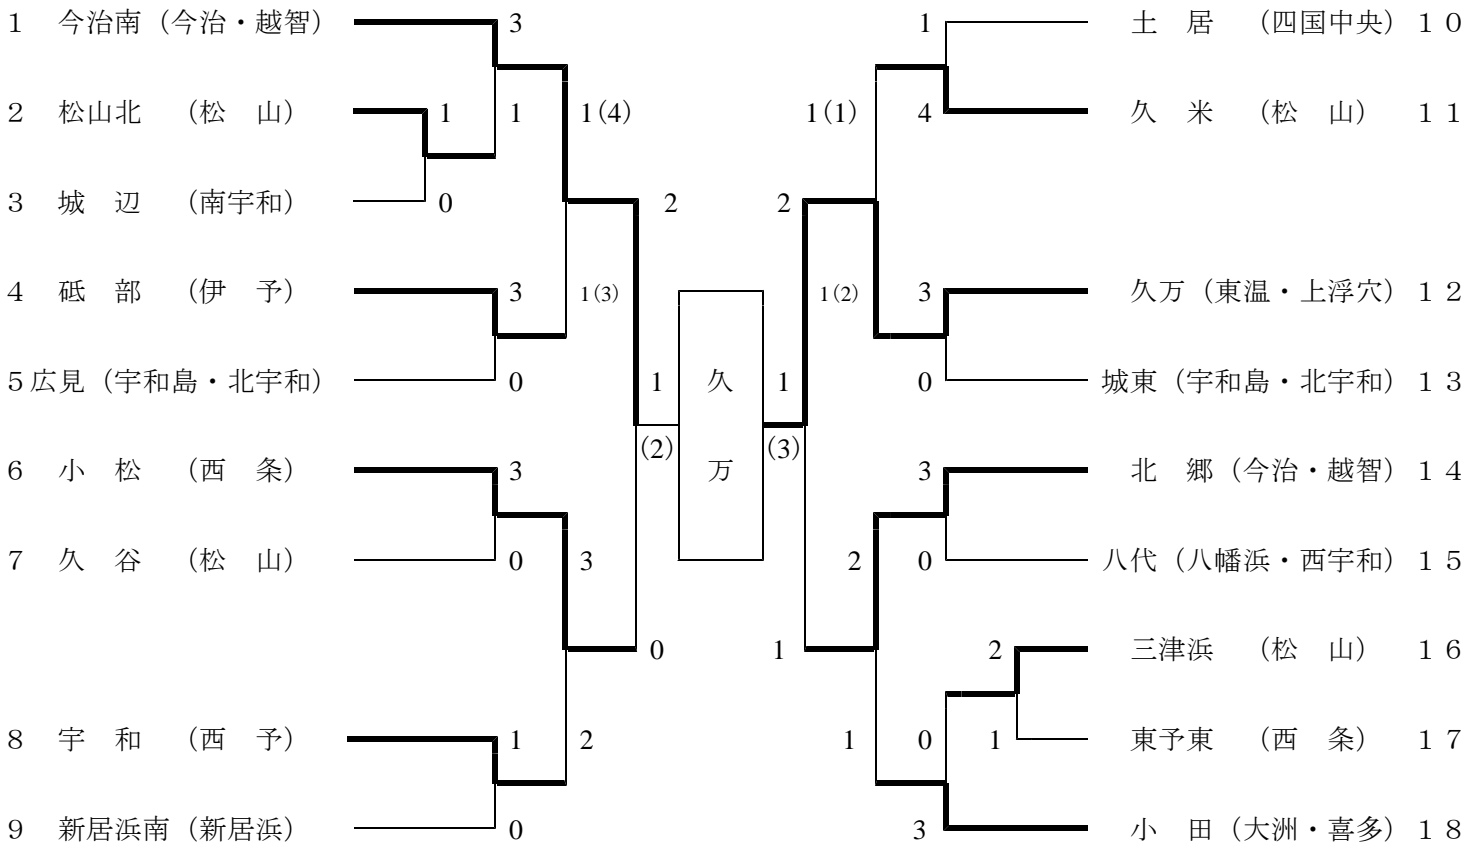 1 今治南（今治・越智） 3
2 松山北 （松 山） 1 1 1(4)
3 城 辺 （南宇和） 0 2
4 砥 部 （伊 予） 3 1(3)
5 広見（宇和島・北宇和） 0 1
(2)
6 小 松 （西 条） 3
7 久 谷 （松 山） 0 3
0
8 宇 和 （西 予） 1 2
9 新居浜南（新居浜） 0
久
万
1 土 居 （四国中央）１０
1(1) 4 久 米 （松 山） １１
2
1(2) 3 久万（東温・上浮穴）１２
1 0 城東（宇和島・北宇和）１３
(3)
3 北 郷（今治・越智）１４
2 0 八代（八幡浜・西宇和）１５
1 2 三津浜 （松 山） １６
1 0 1 東予東 （西 条） １７
3 小 田（大洲・喜多）１８